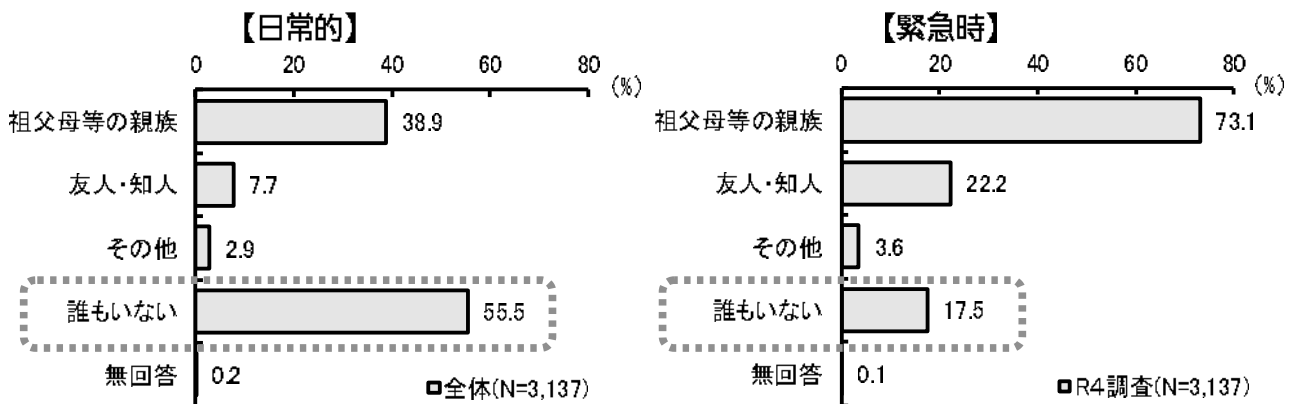 【日常的】
0 20 40 60 80
(%)
祖父母等の親族 38.9
友人・知人 7.7
その他 2.9
誰もいない 55.5
無回答 0.2
全体(N=3,137)
【緊急時】
0 20 40 60 80
(%)
祖父母等の親族 73.1
友人・知人 22.2
その他 3.6
誰もいない 17.5
無回答 0.1
R4調査(N=3,137)